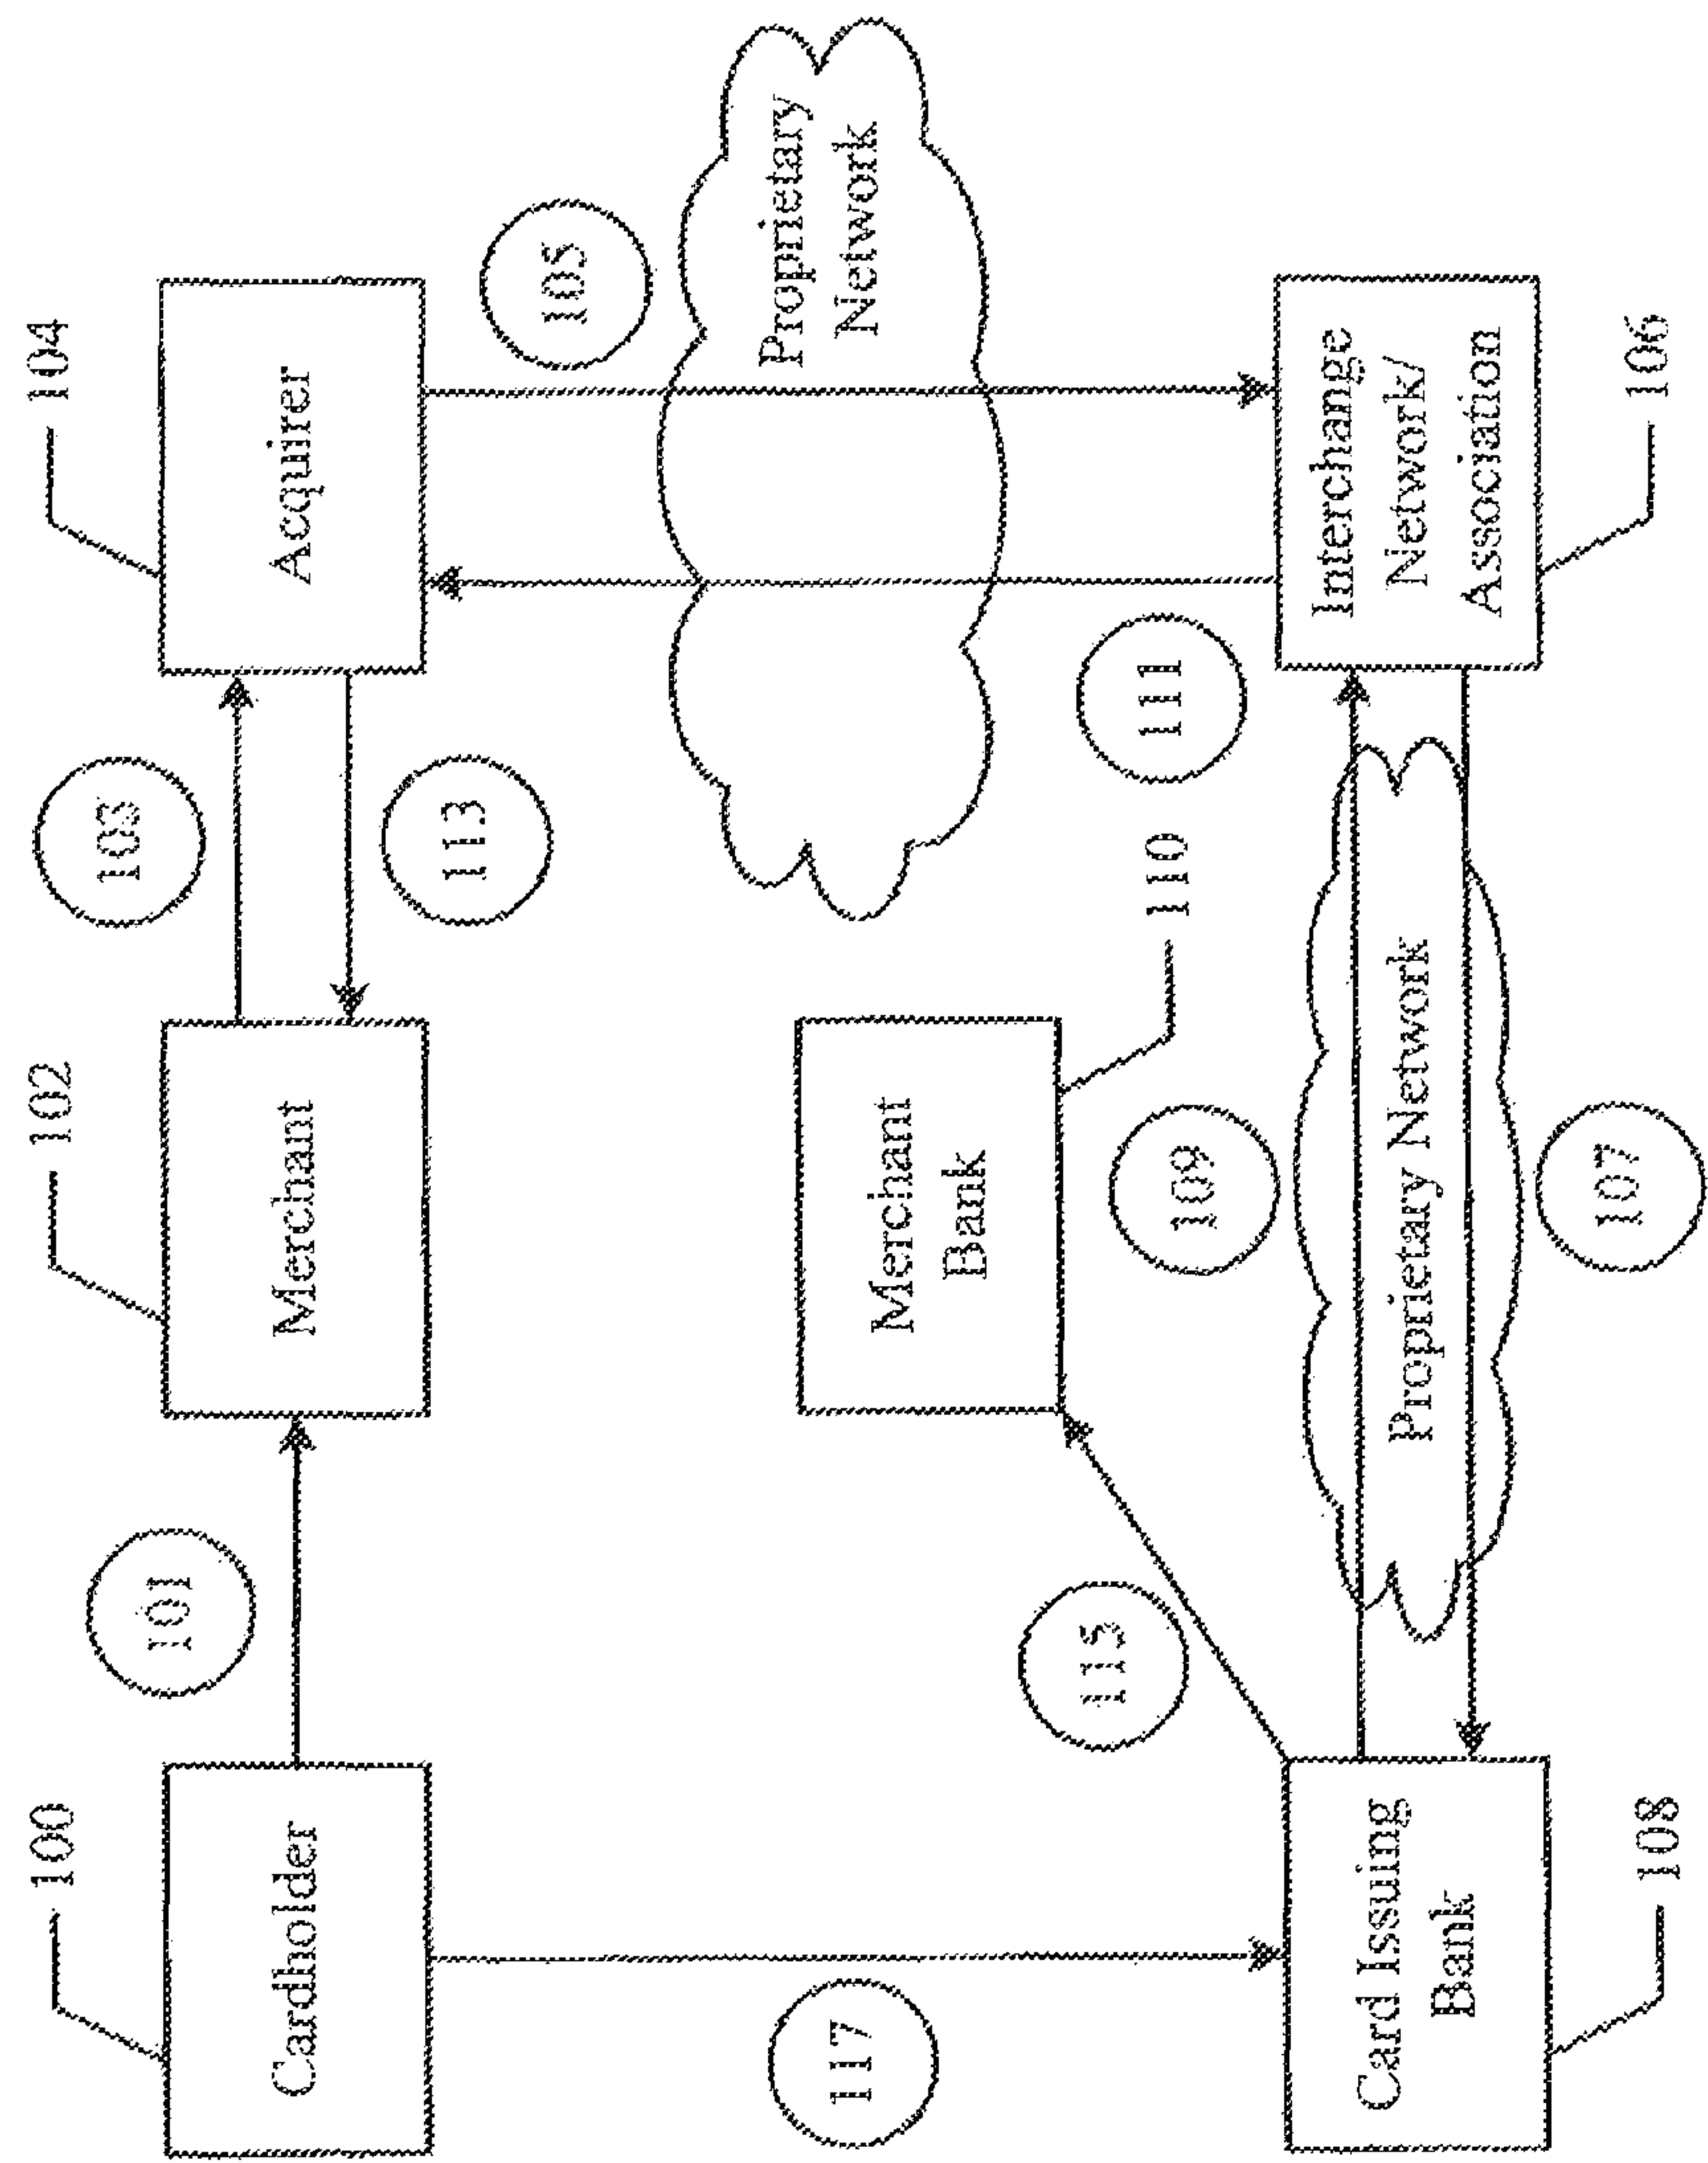 100
102
104
103
101
Cardholder
Merchant
Acquirer
113
105
Proprietary
Network
117
Merchant
Bank
115
110
111
109
Card Issuing
Bank
Proprietary Network
Interchange
Network/
Association
107
108
106